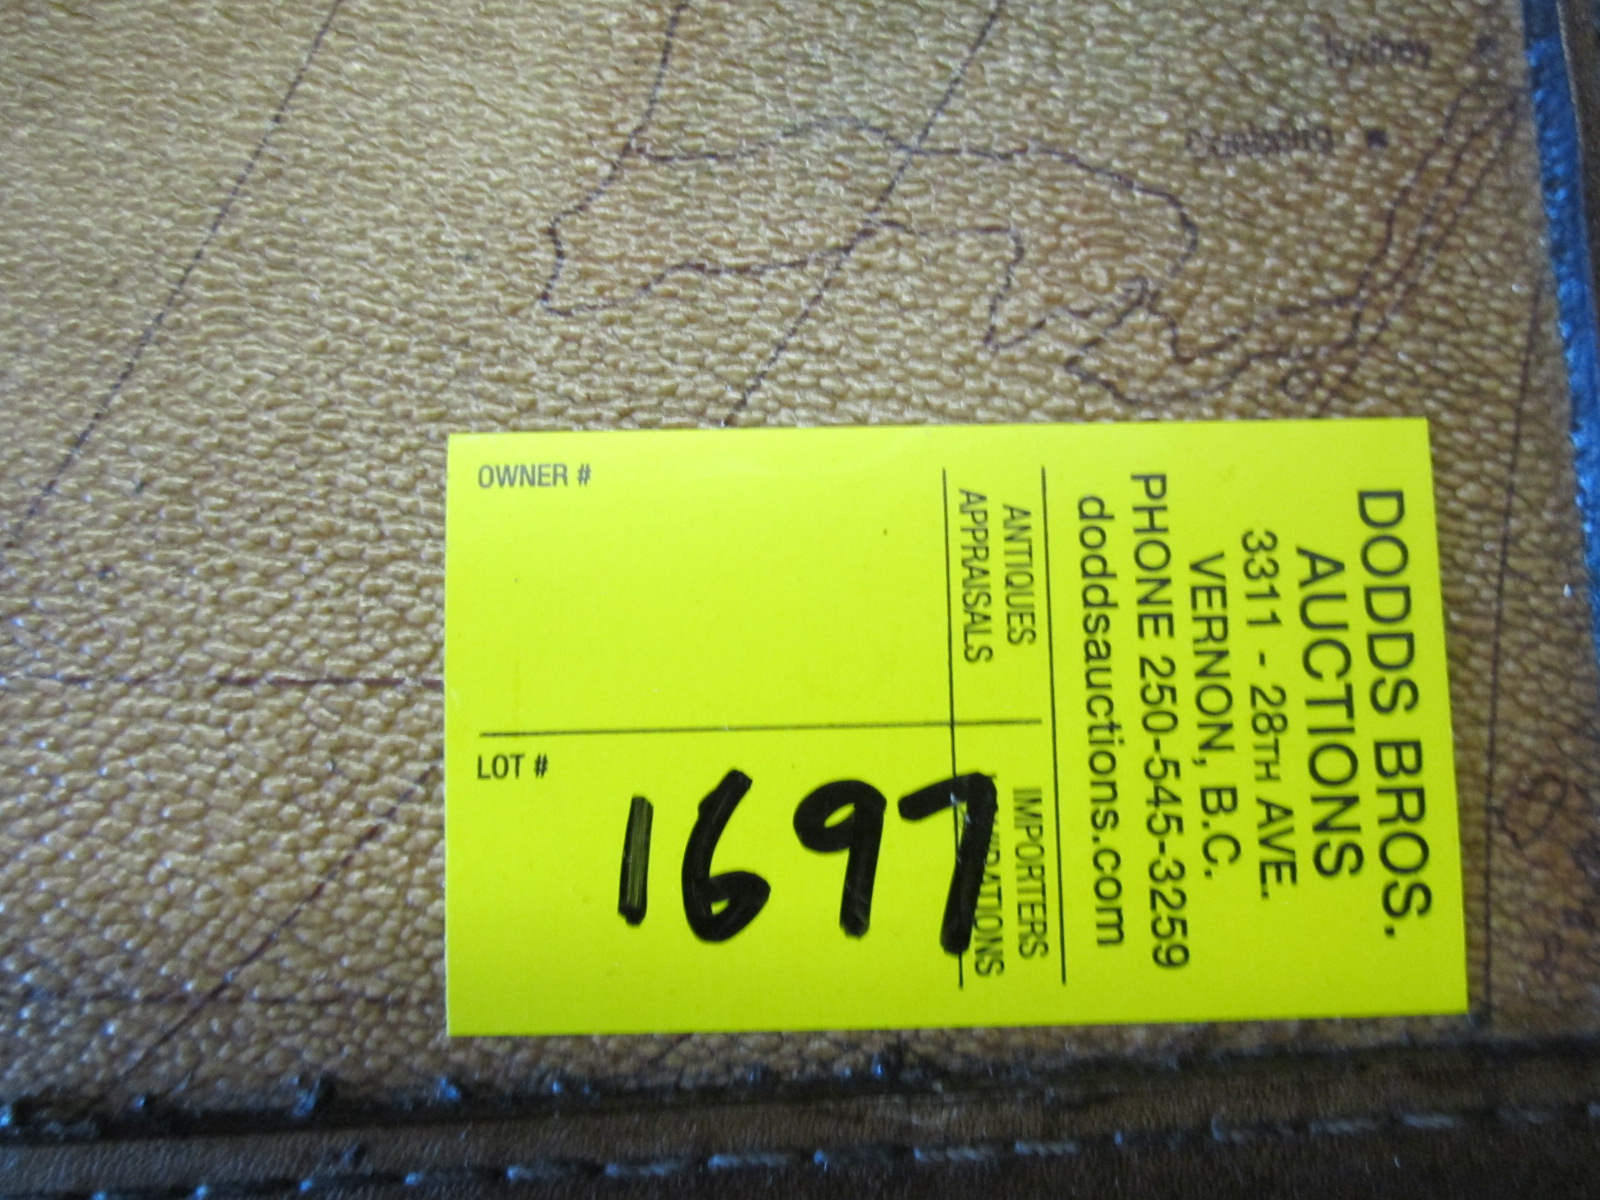 DODDS BROS.
AUCTIONS
3311 - 28TH AVE.
VERNON, B.C.
PHONE 250-545-3259
doddsauctions.com
ANTIQUES IMPORTERS
APPRAISALS
OWNER #
LOT # 1697